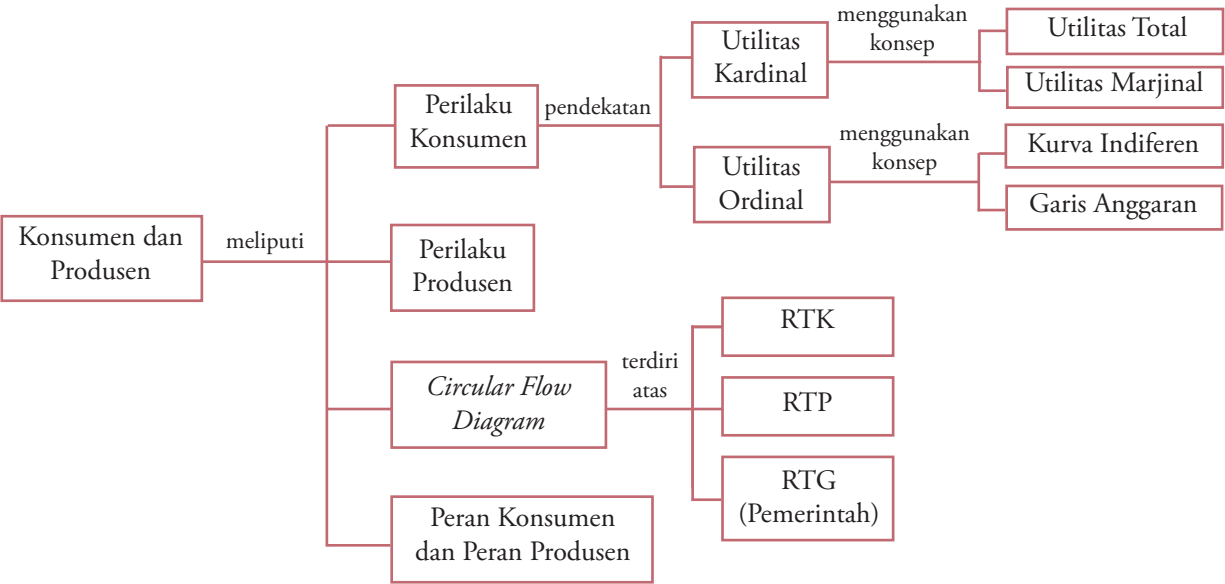 Konsumen dan
Produsen
meliputi
Perilaku
Konsumen
pendekatan
Utilitas
Kardinal
menggunakan
konsep
Utilitas Total
Utilitas Marjinal
Utilitas
Ordinal
menggunakan
konsep
Kurva Indiferen
Garis Anggaran
Perilaku
Produsen
Circular Flow
Diagram
terdiri
atas
RTK
RTP
RTG
(Pemerintah)
Peran Konsumen
dan Peran Produsen